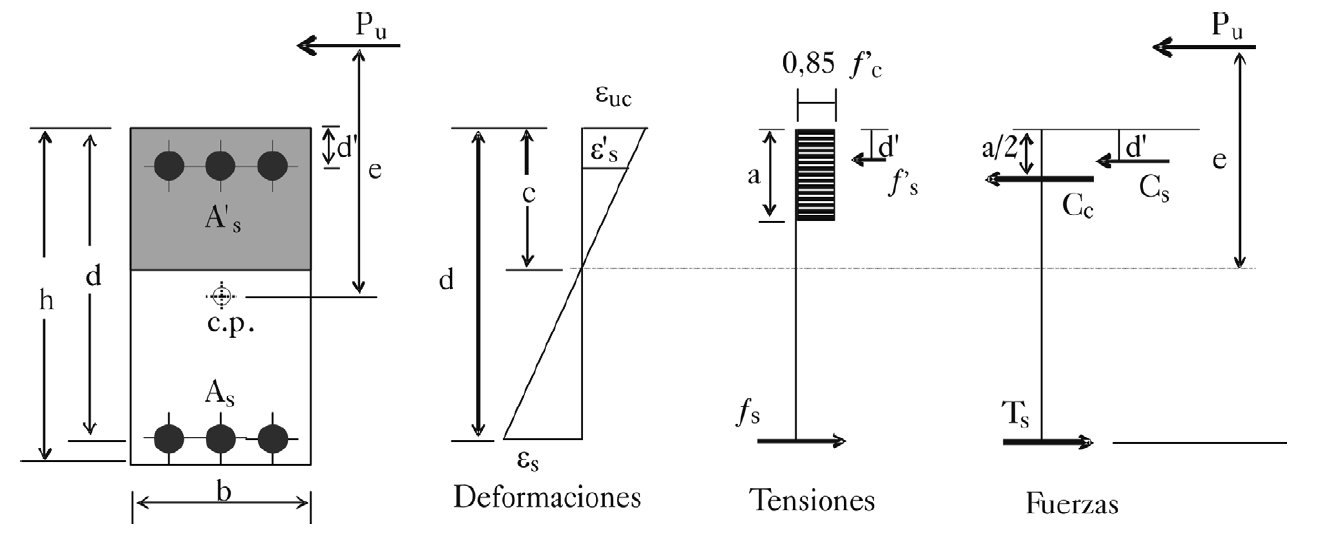 Pu
d'
e
A's
h
d
c.p.
As
b
εuc
ε's
c
d
εs
Deformaciones
0,85 f'c
a
d'
f's
fs
Tensiones
Pu
a/2
d'
e
Cs
Cc
Ts
Fuerzas